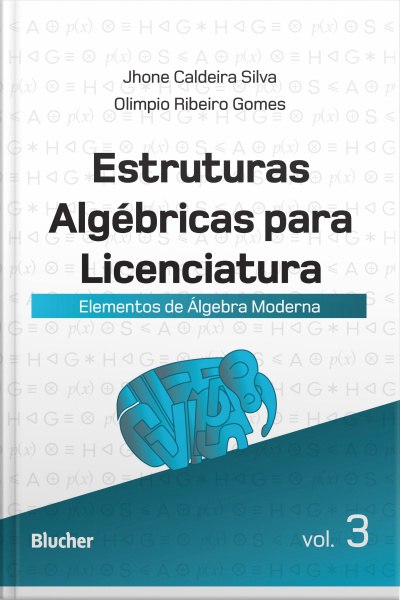 Jhone Caldeira Silva
Olimpio Ribeiro Gomes
Estruturas
Algébricas para
Licenciatura
Elementos de Álgebra Moderna
Blucher
vol. 3